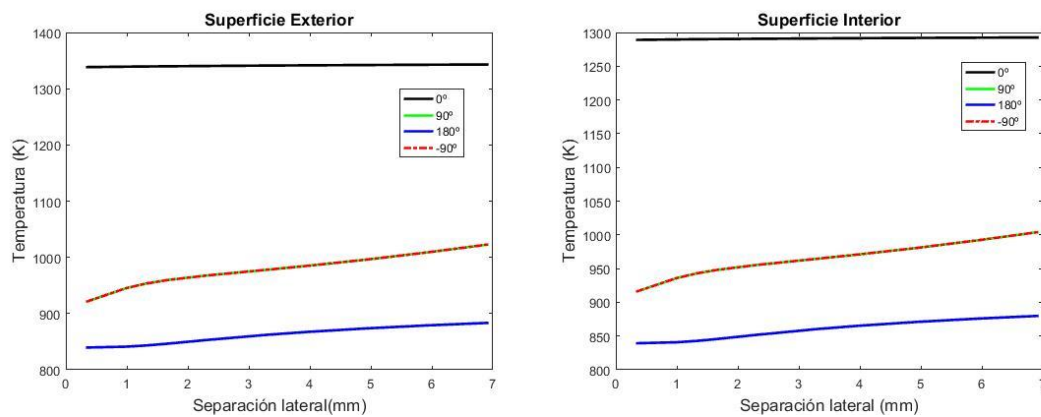 Superficie Exterior
1400
1300
1200
1100
1000
900
800
0
1
2
3
4
5
6
7
Temperatura (K)
Separación lateral(mm)
0º
90º
180º
-90º
Superficie Interior
1300
1250
1200
1150
1100
1050
1000
950
900
850
800
0
1
2
3
4
5
6
7
Temperatura (K)
Separación lateral (mm)
0º
90º
180º
-90º